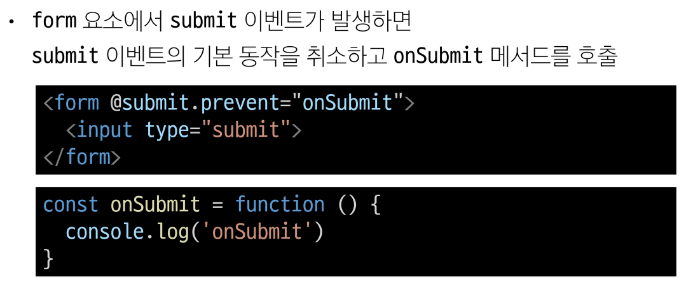 • form 요소에서 submit 이벤트가 발생하면
submit 이벤트의 기본 동작을 취소하고 onSubmit 메서드를 호출
<form @submit.prevent="onSubmit">
  <input type="submit">
</form>
const onSubmit = function () {
  console.log('onSubmit')
}